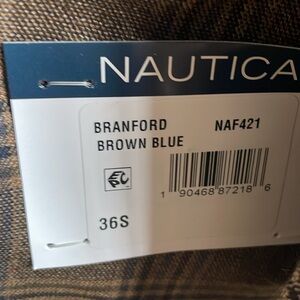 NAUTICA
BRANFORD NAF421
BROWN BLUE
1 90468 87218 6
36S